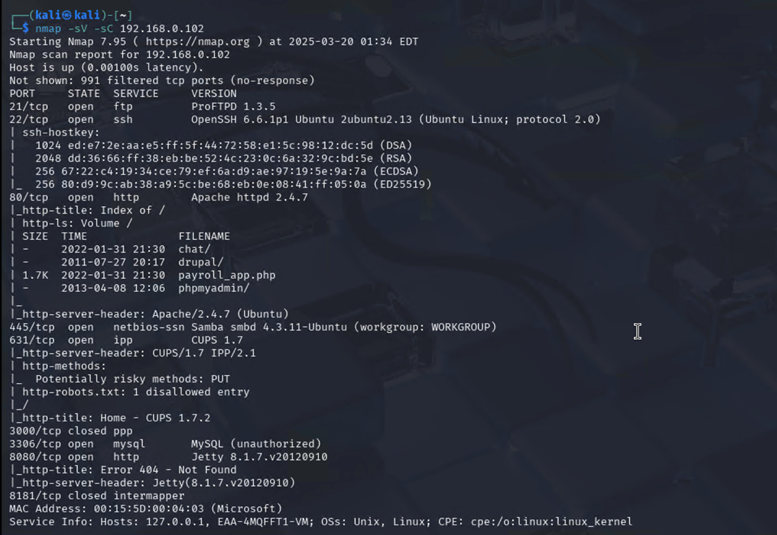 ┌──(kali㉿kali)-[~]
└─$ nmap -sV -sC 192.168.0.102
Starting Nmap 7.95 ( https://nmap.org ) at 2025-03-20 01:34 EDT
Nmap scan report for 192.168.0.102
Host is up (0.00100s latency).
Not shown: 991 filtered tcp ports (no-response)
PORT     STATE  SERVICE     VERSION
21/tcp   open   ftp         ProFTPD 1.3.5
22/tcp   open   ssh         OpenSSH 6.6.1p1 Ubuntu 2ubuntu2.13 (Ubuntu Linux; protocol 2.0)
| ssh-hostkey:
|   1024 ed:e7:2e:aa:e5:ff:5f:44:72:58:e1:5c:98:12:dc:5d (DSA)
|   2048 dd:36:66:ff:38:eb:be:52:4c:23:0c:6a:32:9c:bd:5e (RSA)
|   256 67:22:c4:19:34:ce:79:ef:6a:d9:ae:97:19:5e:9a:7a (ECDSA)
|_  256 80:d9:9c:ab:38:a9:5c:be:68:eb:0e:08:41:ff:05:0a (ED25519)
80/tcp   open   http        Apache httpd 2.4.7
|_http-title: Index of /
| http-ls: Volume /
| SIZE  TIME              FILENAME
| -     2022-01-31 21:30  chat/
| -     2011-07-27 20:17  drupal/
| 1.7K  2022-01-31 21:30  payroll_app.php
| -     2013-04-08 12:06  phpmyadmin/
|_
|_http-server-header: Apache/2.4.7 (Ubuntu)
445/tcp  open   netbios-ssn Samba smbd 4.3.11-Ubuntu (workgroup: WORKGROUP)
631/tcp  open   ipp         CUPS 1.7
|_http-server-header: CUPS/1.7 IPP/2.1
| http-methods:
|_  Potentially risky methods: PUT
| http-robots.txt: 1 disallowed entry
|_/
|_http-title: Home - CUPS 1.7.2
3000/tcp closed ppp
3306/tcp open   mysql       MySQL (unauthorized)
8080/tcp open   http        Jetty 8.1.7.v20120910
|_http-title: Error 404 - Not Found
|_http-server-header: Jetty(8.1.7.v20120910)
8181/tcp closed intermapper
MAC Address: 00:15:5D:00:04:03 (Microsoft)
Service Info: Hosts: 127.0.0.1, EAA-4MQFFT1-VM; OSs: Unix, Linux; CPE: cpe:/o:linux:linux_kernel